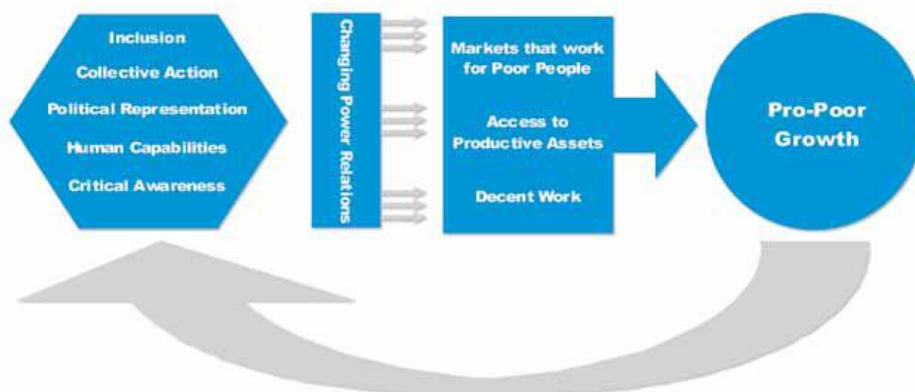 Inclusion
Collective Action
Political Representation
Human Capabilities
Critical Awareness
Changing Power Relations
Markets that work
for Poor People
Access to
Productive Assets
Decent Work
Pro-Poor
Growth